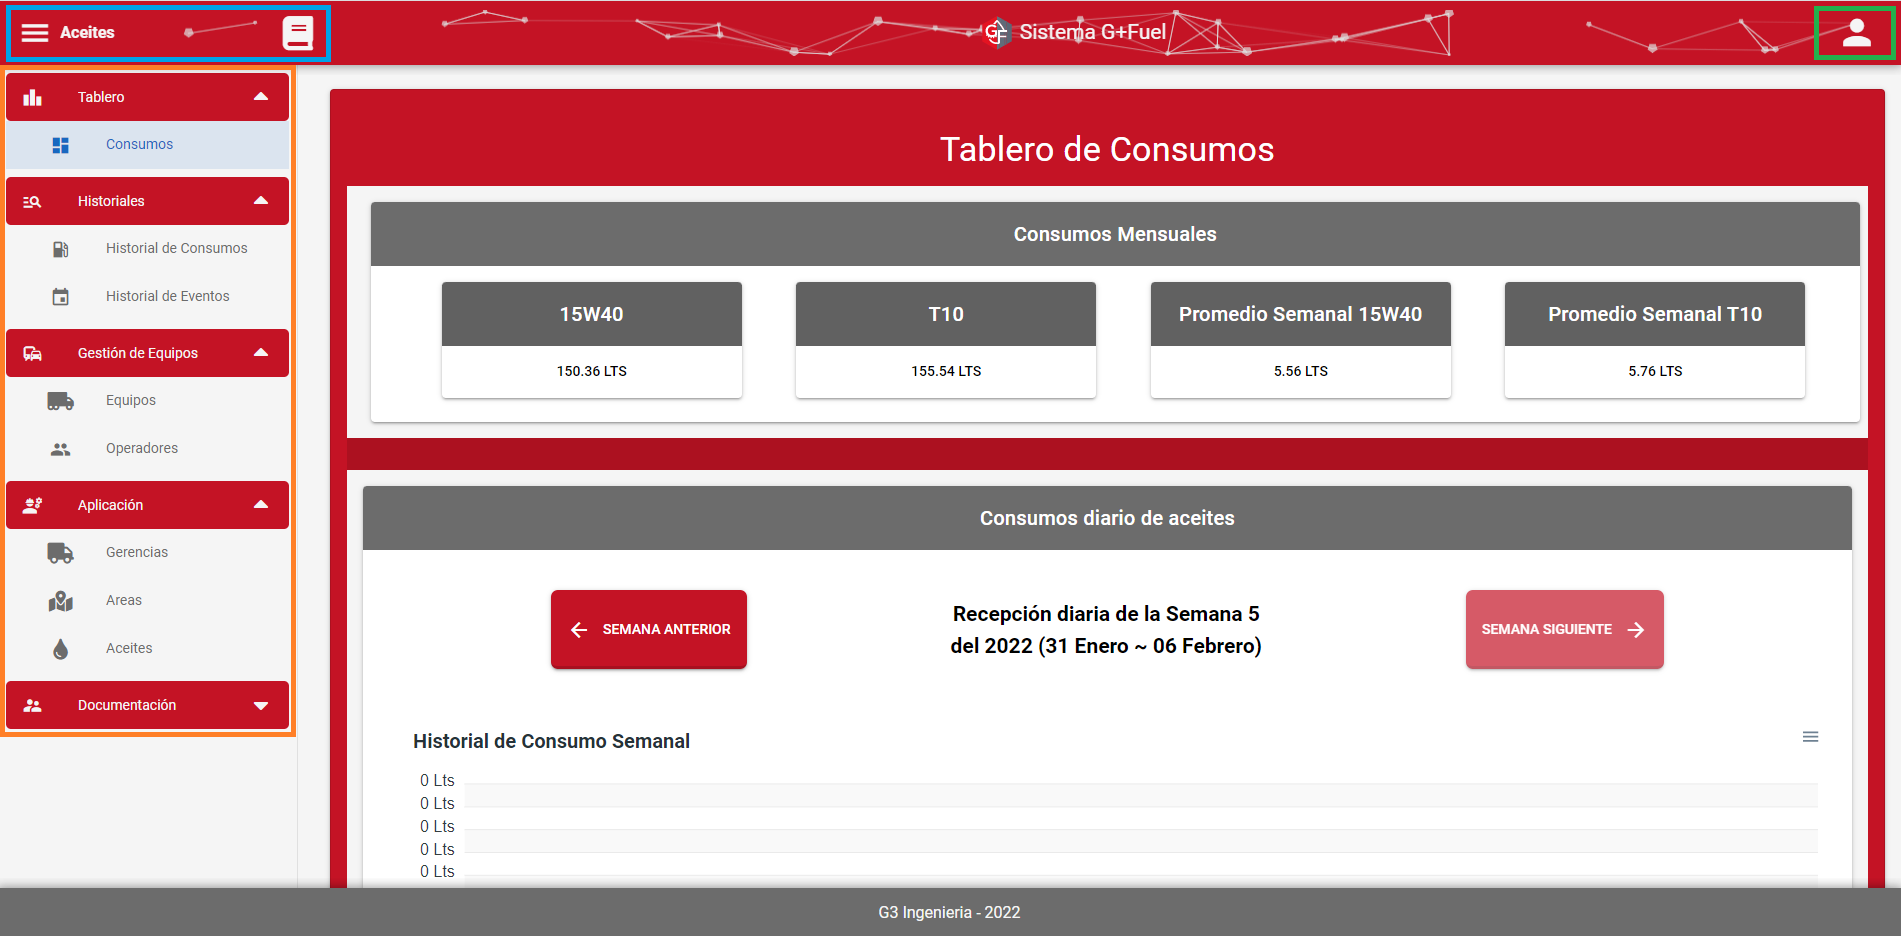 Aceites
Sistema G+Fuel
Tablero
Consumos
Historiales
Historial de Consumos
Historial de Eventos
Gestión de Equipos
Equipos
Operadores
Aplicación
Gerencias
Areas
Aceites
Documentación
Tablero de Consumos
Consumos Mensuales
15W40
150.36 LTS
T10
155.54 LTS
Promedio Semanal 15W40
5.56 LTS
Promedio Semanal T10
5.76 LTS
Consumos diario de aceites
SEMANA ANTERIOR
Recepción diaria de la Semana 5
del 2022 (31 Enero ~ 06 Febrero)
SEMANA SIGUIENTE
Historial de Consumo Semanal
0 Lts
0 Lts
0 Lts
0 Lts
0 Lts
G3 Ingenieria - 2022